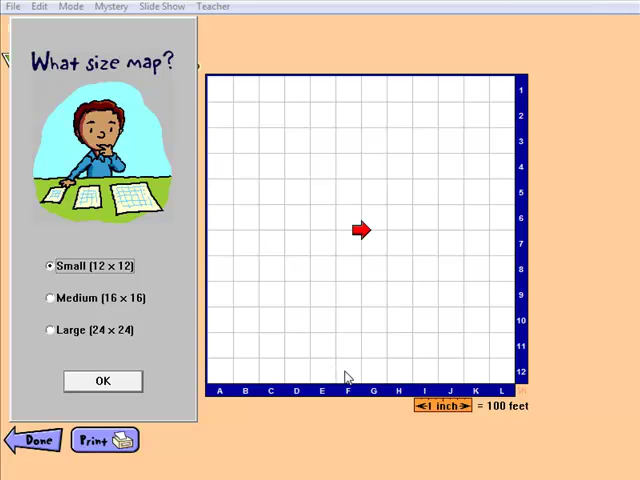 File Edit Mode Mystery Slide Show Teacher
What size map?
Small (12 x 12)
Medium (16 x 16)
Large (24 x 24)
OK
1
2
3
4
5
6
7
8
9
10
11
12
A B C D E F G H I J K L
1 inch = 100 feet
Done Print